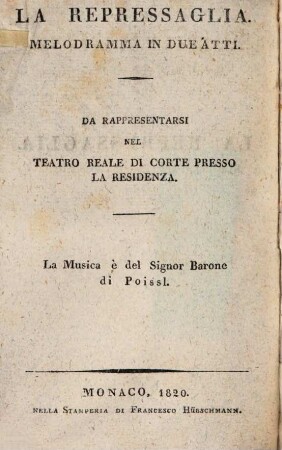 LA REPRESSAGLIA.
MELODRAMMA IN DUE ATTI.
DA RAPPRESENTARSI
NEL
TEATRO REALE DI CORTE PRESSO
LA RESIDENZA.
La Musica è del Signor Barone
di Poissl.
MONACO, 1820.
NELLA STAMPERIA DI FRANCESCO HÜBSCHMANN.